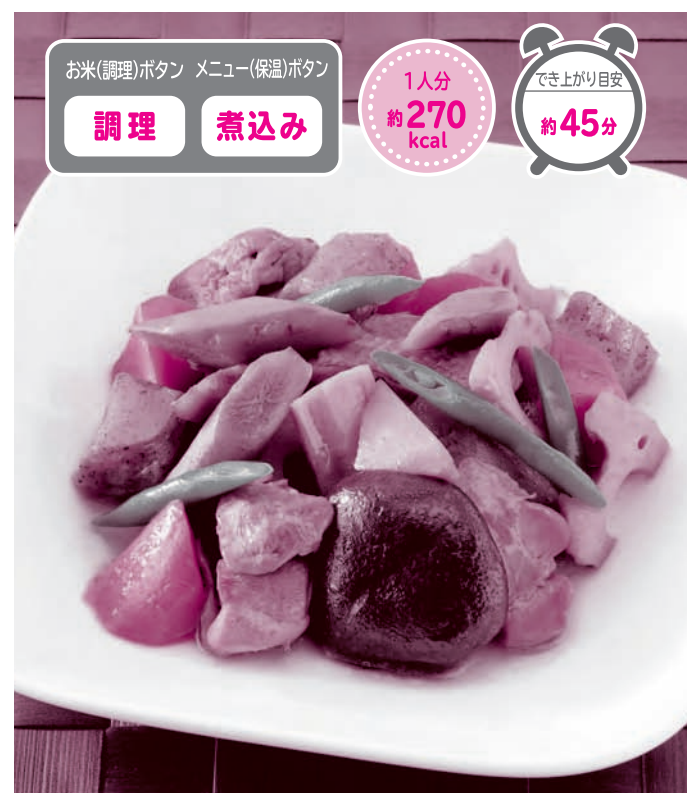 お米(調理)ボタン メニュー(保温)ボタン
調理 煮込み
1人分
約270
kcal
でき上がり目安
約45分